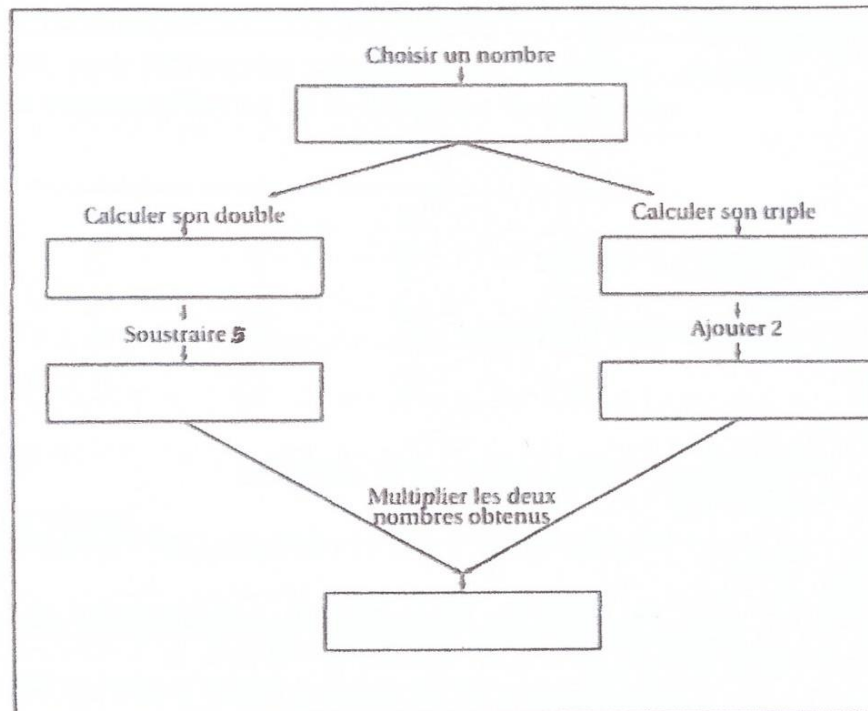 Choisir un nombre
Calculer son double
Calculer son triple
Soustraire 5
Ajouter 2
Multiplier les deux
nombres obtenus